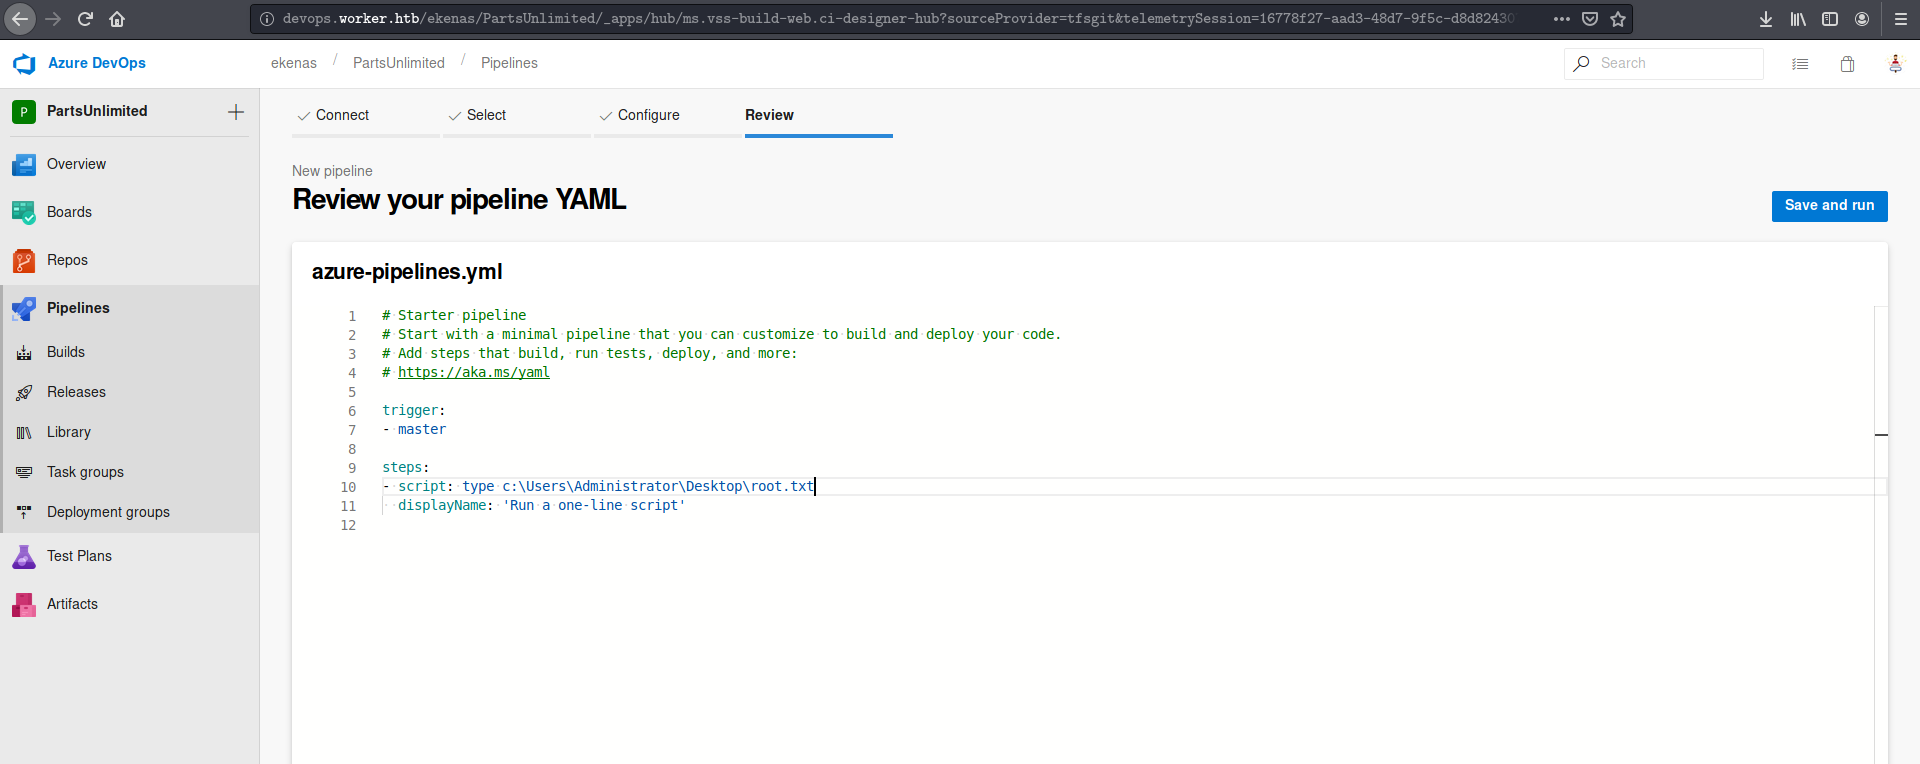 devops.worker.htb/ekenas/PartsUnlimited/_apps/hub/ms.vss-build-web.ci-designer-hub?sourceProvider=tfsgit&telemetrySession=16778f27-aad3-48d7-9f5c-d8d82430
Azure DevOps
ekenas / PartsUnlimited / Pipelines
Search
P PartsUnlimited
Overview
Boards
Repos
Pipelines
Builds
Releases
Library
Task groups
Deployment groups
Test Plans
Artifacts
Connect Select Configure Review
New pipeline
Review your pipeline YAML
Save and run
azure-pipelines.yml
1 # Starter pipeline
2 # Start with a minimal pipeline that you can customize to build and deploy your code.
3 # Add steps that build, run tests, deploy, and more:
4 # https://aka.ms/yaml
5
6 trigger:
7 - master
8
9 steps:
10 - script: type c:\Users\Administrator\Desktop\root.txt
11   displayName: 'Run a one-line script'
12